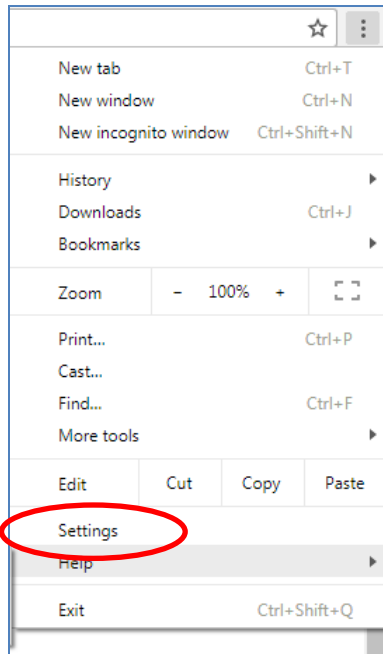 New tab Ctrl+T
New window Ctrl+N
New incognito window Ctrl+Shift+N
History
Downloads Ctrl+J
Bookmarks
Zoom - 100% +
Print... Ctrl+P
Cast...
Find... Ctrl+F
More tools
Edit Cut Copy Paste
Settings
Help
Exit Ctrl+Shift+Q